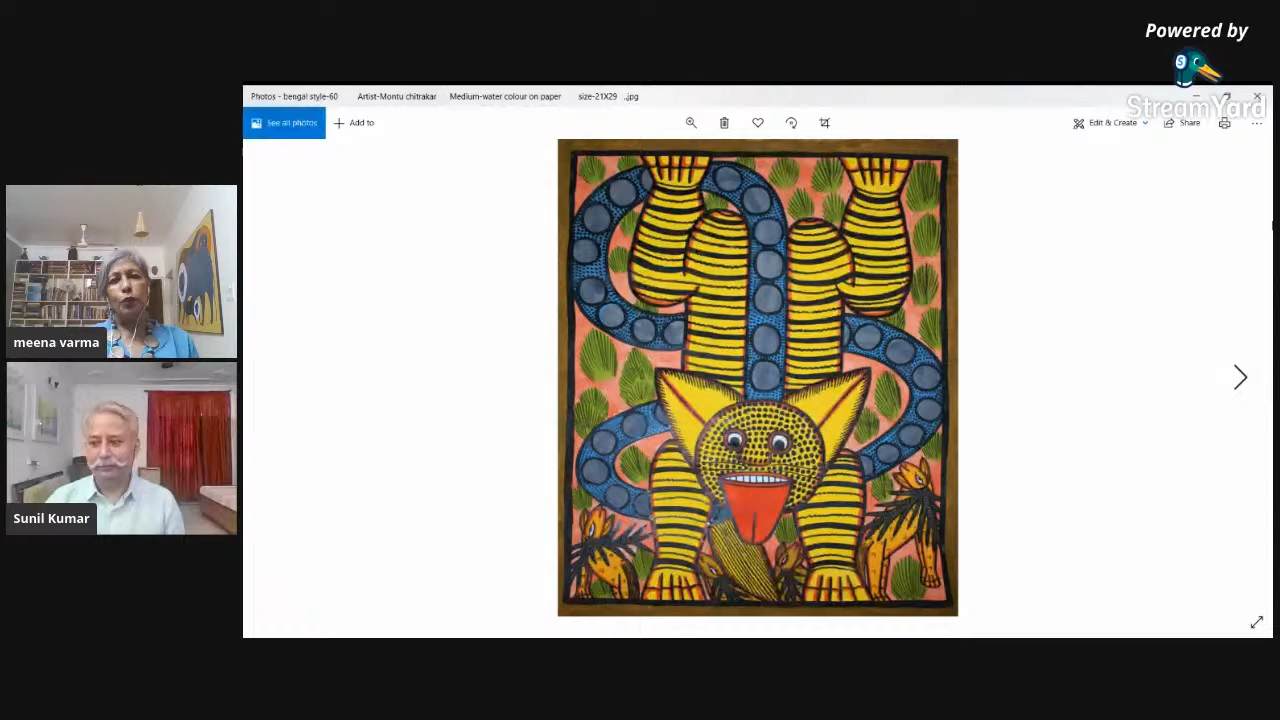 Powered by
StreamYard
Photos - bengal style-60 Artist-Montu chitrakar Medium-water colour on paper size-21X29 ..jpg
See all photos
Add to
Edit & Create
Share
meena varma
Sunil Kumar